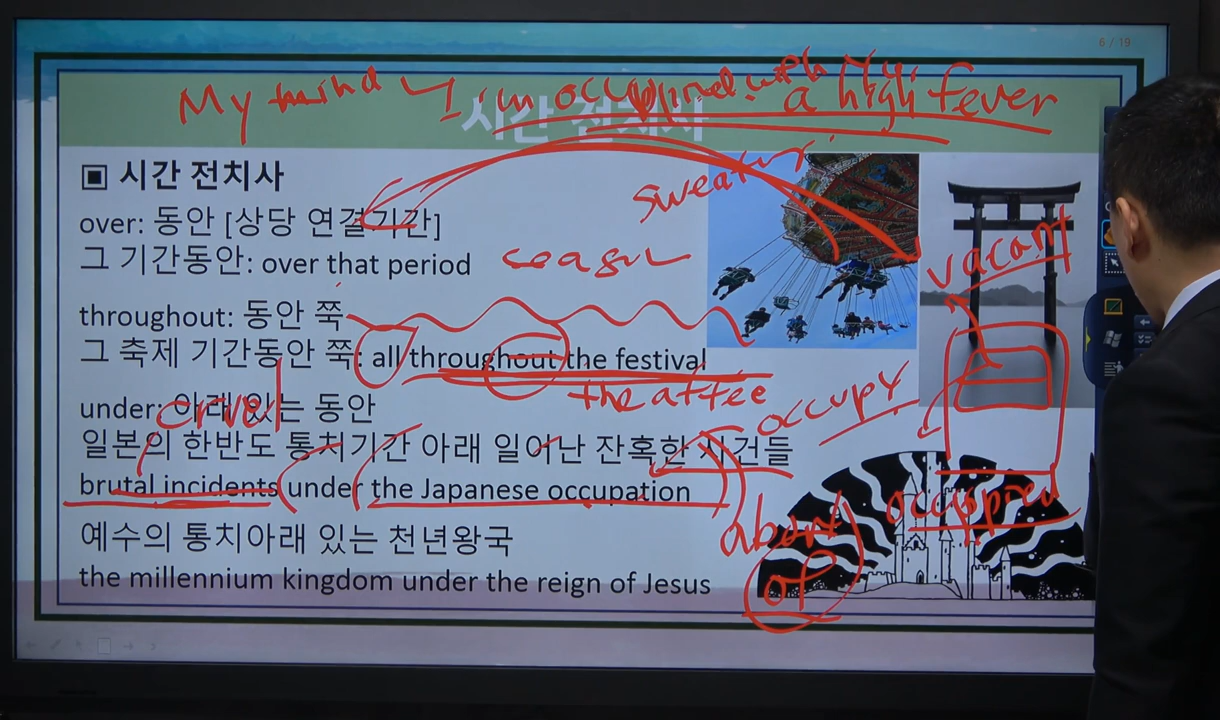 6 / 19
My mind is occupied with
a high fever
시간 전치사
▣ 시간 전치사
over: 동안 [상당 연결기간]
그 기간동안: over that period
vacant
throughout: 동안 쭉
그 축제 기간동안 쭉: all throughout the festival
cruel
occupy
under: 아래 있는 동안
일본의 한반도 통치기간 아래 일어난 잔혹한 사건들
brutal incidents under the Japanese occupation
occupied
about
of
예수의 통치아래 있는 천년왕국
the millennium kingdom under the reign of Jesus